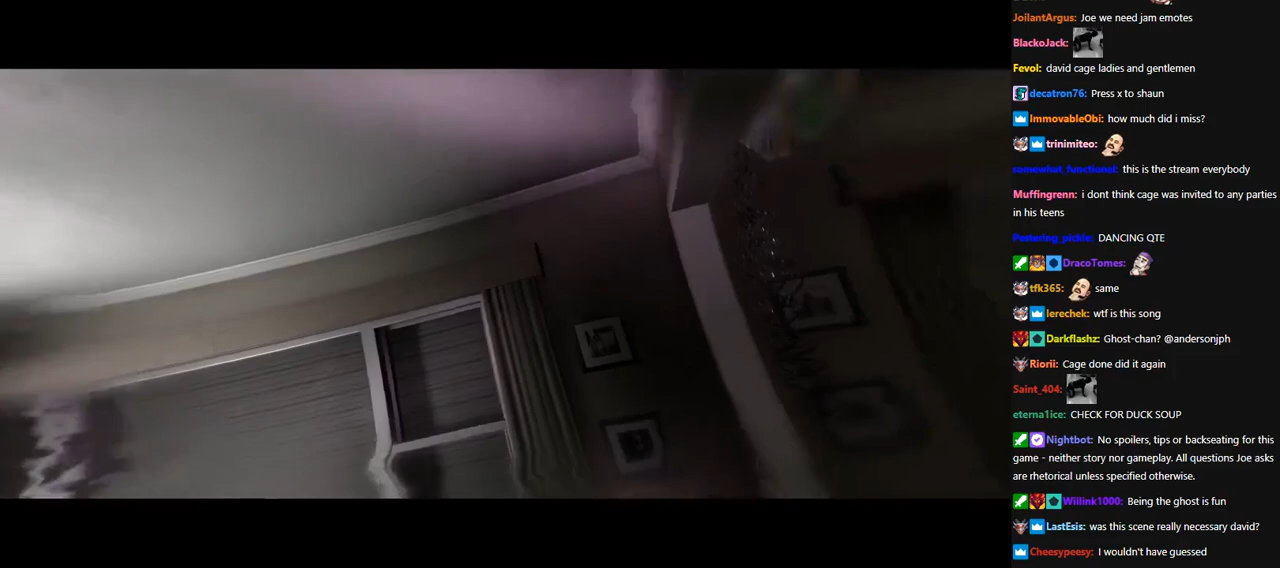 JoilantArgus: Joe we need jam emotes
BlackoJack:
Fevol: david cage ladies and gentlemen
decatron76: Press x to shaun
ImmovableObi: how much did i miss?
trinimiteo:
somewhat_functional: this is the stream everybody
Muffingrenn: i dont think cage was invited to any parties
in his teens
Pestering_pickle: DANCING QTE
DracoTomes:
tfk365: same
lerechek: wtf is this song
Darkflashz: Ghost-chan? @andersonjph
Riorii: Cage done did it again
Saint_404:
eterna1ice: CHECK FOR DUCK SOUP
Nightbot: No spoilers, tips or backseating for this
game - neither story nor gameplay. All questions Joe asks
are rhetorical unless specified otherwise.
Wiilink1000: Being the ghost is fun
LastEsis: was this scene really necessary david?
Cheesypeesy: I wouldn't have guessed